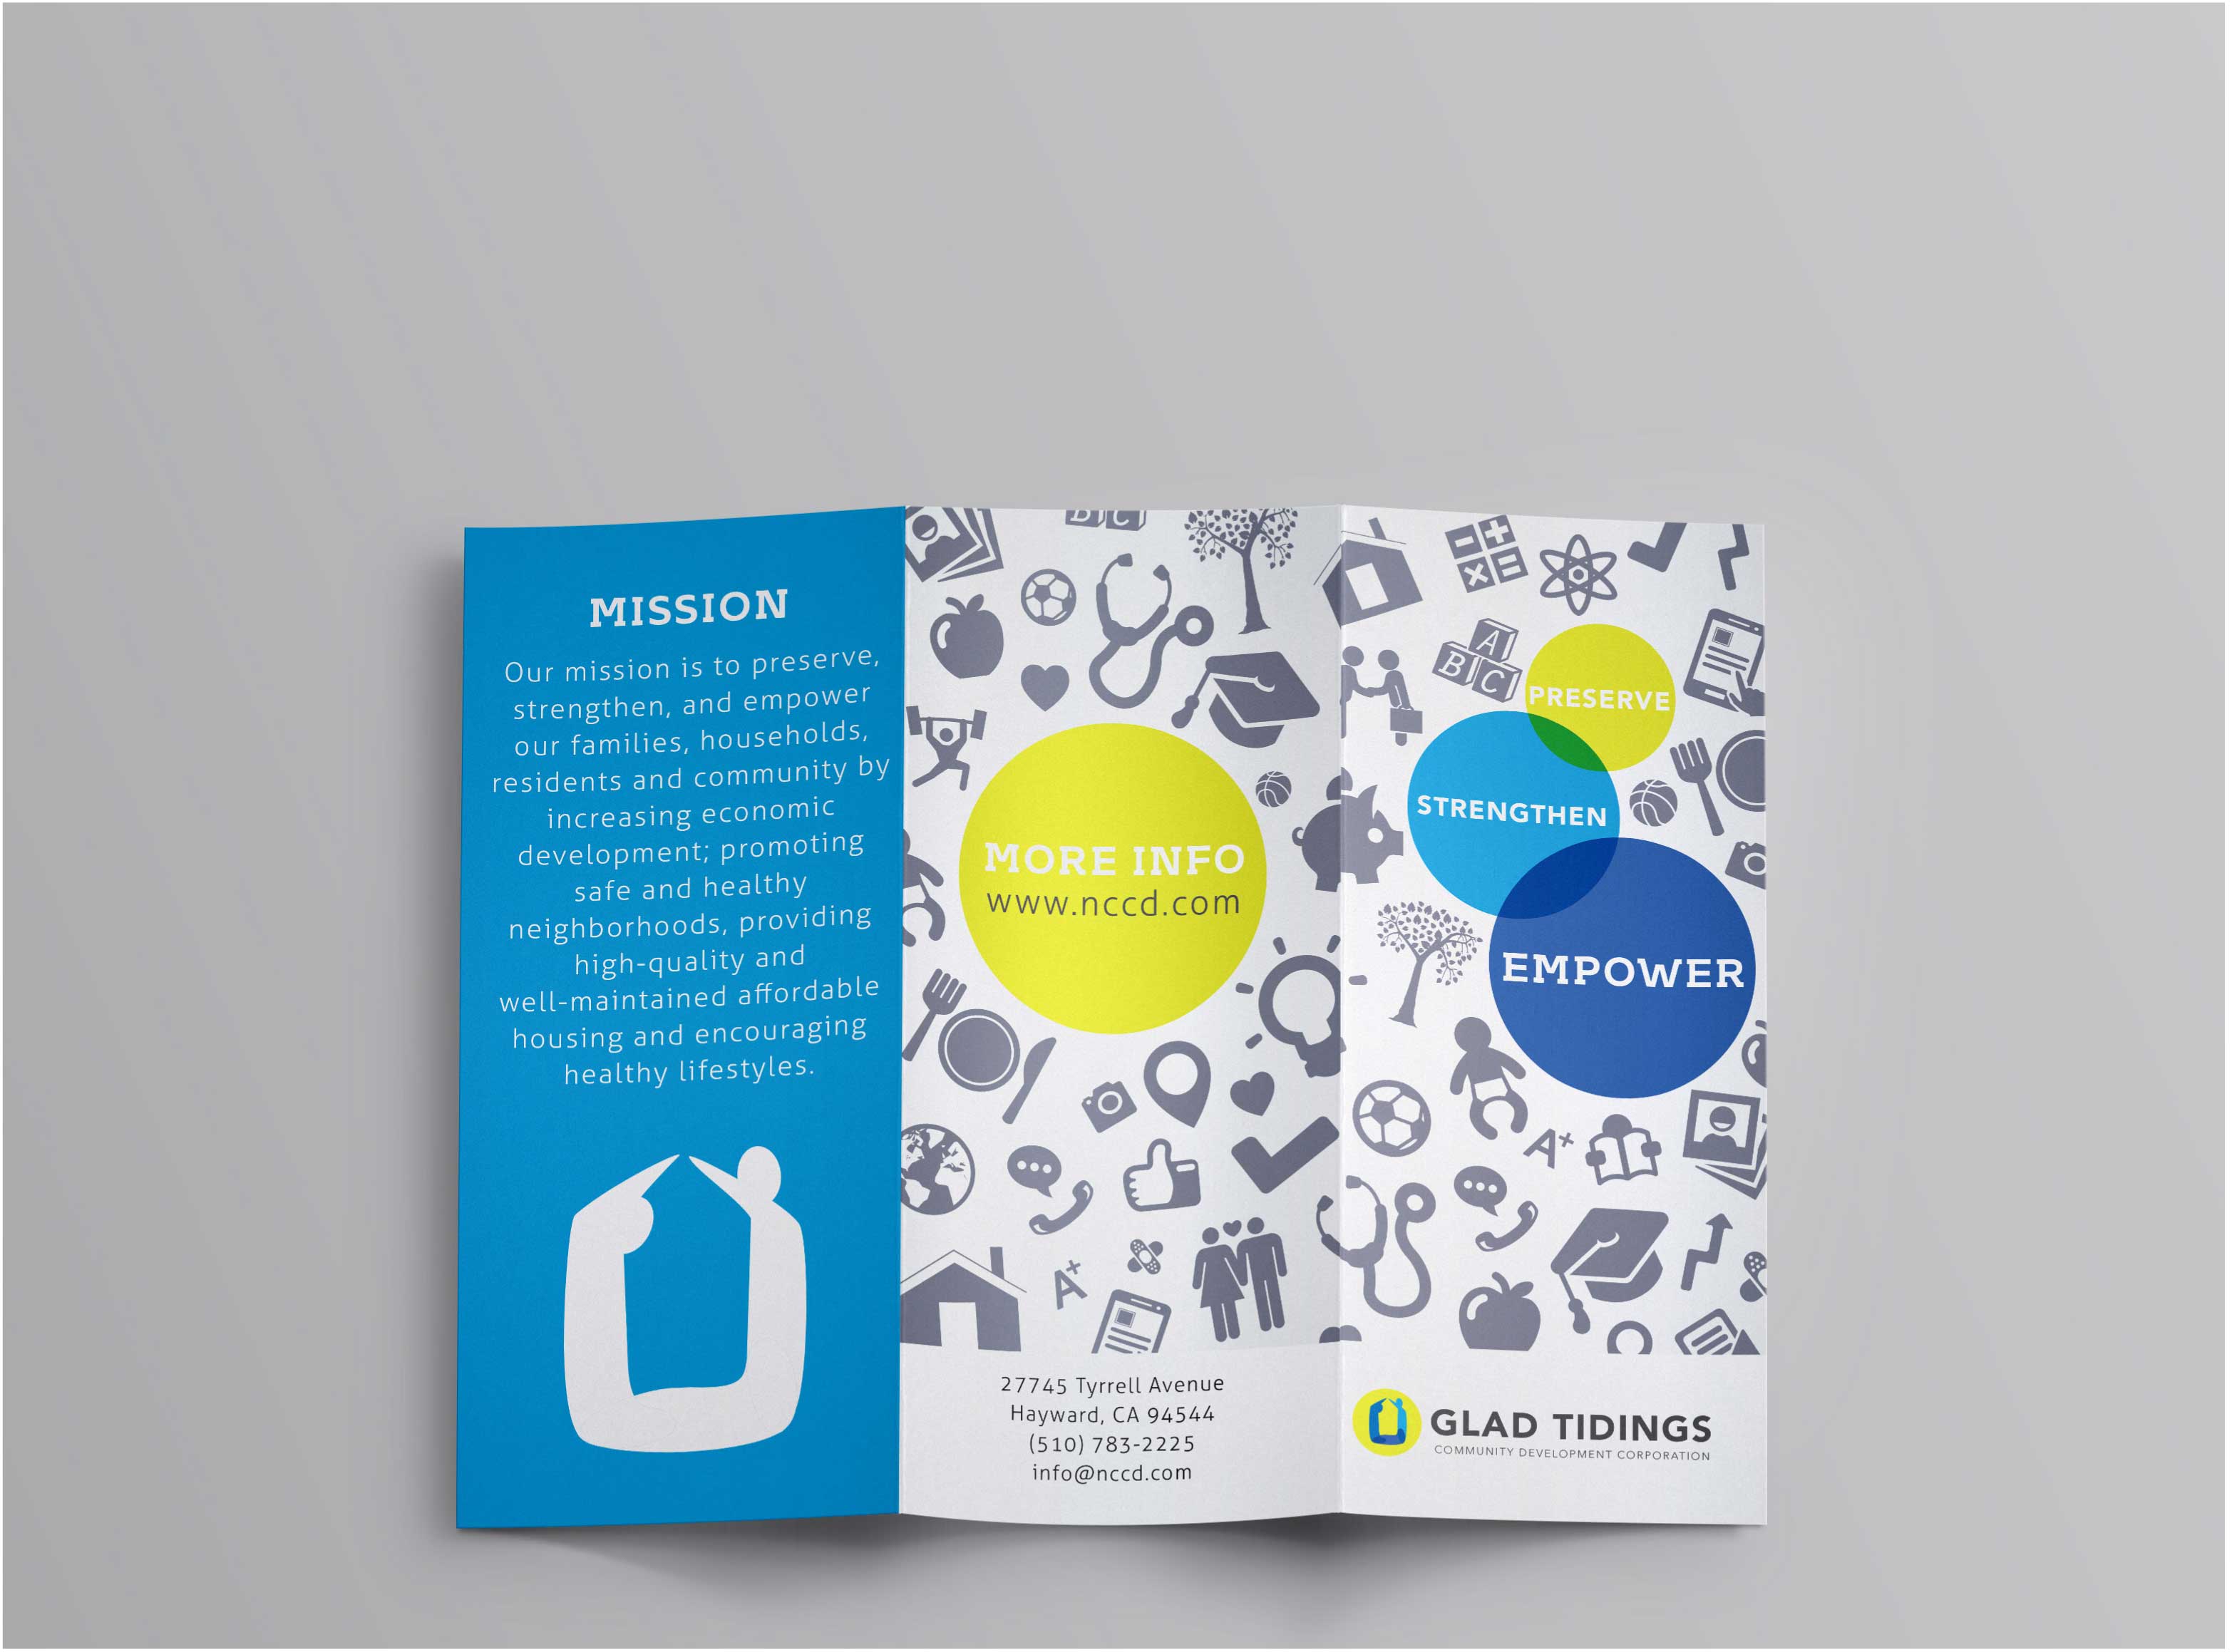 MISSION
Our mission is to preserve,
strengthen, and empower
our families, households,
residents and community by
increasing economic
development; promoting
safe and healthy
neighborhoods, providing
high-quality and
well-maintained affordable
housing and encouraging
healthy lifestyles.
B C
MORE INFO
www.nccd.com
A+
27745 Tyrrell Avenue
Hayward, CA 94544
(510) 783-2225
info@nccd.com
A
B C
PRESERVE
STRENGTHEN
EMPOWER
A+
GLAD TIDINGS
COMMUNITY DEVELOPMENT CORPORATION